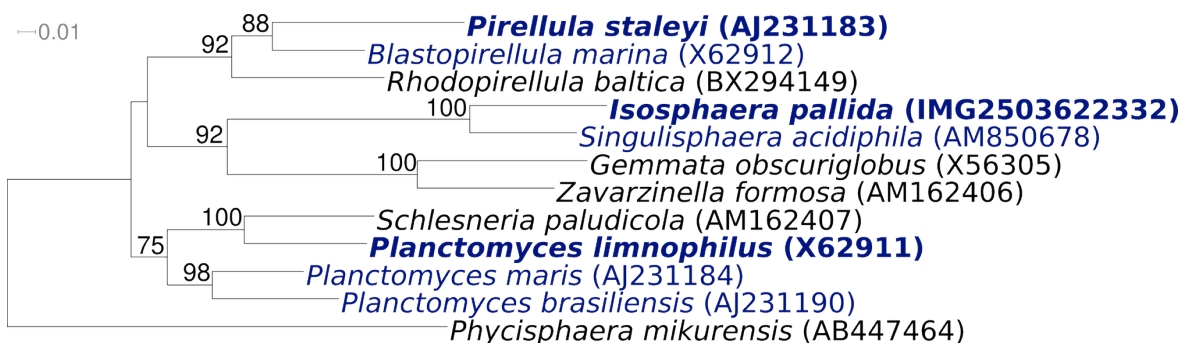 0.01
88
Pirellula staleyi (AJ231183)
92
Blastopirellula marina (X62912)
Rhodopirellula baltica (BX294149)
100
Isosphaera pallida (IMG2503622332)
92
Singulisphaera acidiphila (AM850678)
100
Gemmata obscuriglobus (X56305)
Zavarzinella formosa (AM162406)
100
Schlesneria paludicola (AM162407)
75
Planctomyces limnophilus (X62911)
98
Planctomyces maris (AJ231184)
Planctomyces brasiliensis (AJ231190)
Phycisphaera mikurensis (AB447464)